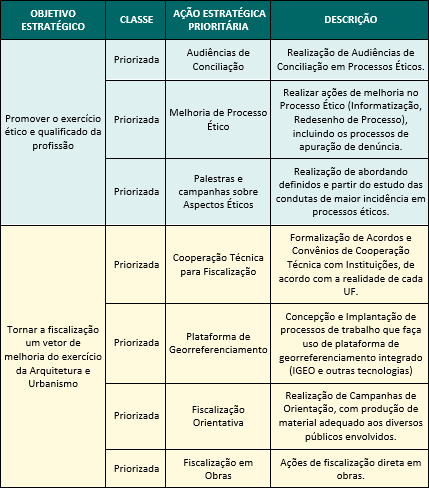 OBJETIVO
ESTRATÉGICO
CLASSE
AÇÃO ESTRATÉGICA
PRIORITÁRIA
DESCRIÇÃO
Promover o exercício
ético e qualificado da
profissão
Priorizada
Audiências de
Conciliação
Realização de Audiências de
Conciliação em Processos Éticos.
Priorizada
Melhoria de Processo
Ético
Realizar ações de melhoria no
Processo Ético (Informatização,
Redesenho de Processo),
incluindo os processos de
apuração de denúncia.
Priorizada
Palestras e
campanhas sobre
Aspectos Éticos
Realização de abordando
definidos e partir do estudo das
condutas de maior incidência em
processos éticos.
Tornar a fiscalização
um vetor de
melhoria do exercício
da Arquitetura e
Urbanismo
Priorizada
Cooperação Técnica
para Fiscalização
Formalização de Acordos e
Convênios de Cooperação
Técnica com Instituições, de
acordo com a realidade de cada
UF.
Priorizada
Plataforma de
Georreferenciamento
Concepção e Implantação de
processos de trabalho que faça
uso de plataforma de
georreferenciamento integrado
(IGEO e outras tecnologias)
Priorizada
Fiscalização
Orientativa
Realização de Campanhas de
Orientação, com produção de
material adequado aos diversos
públicos envolvidos.
Priorizada
Fiscalização em
Obras
Ações de fiscalização direta em
obras.